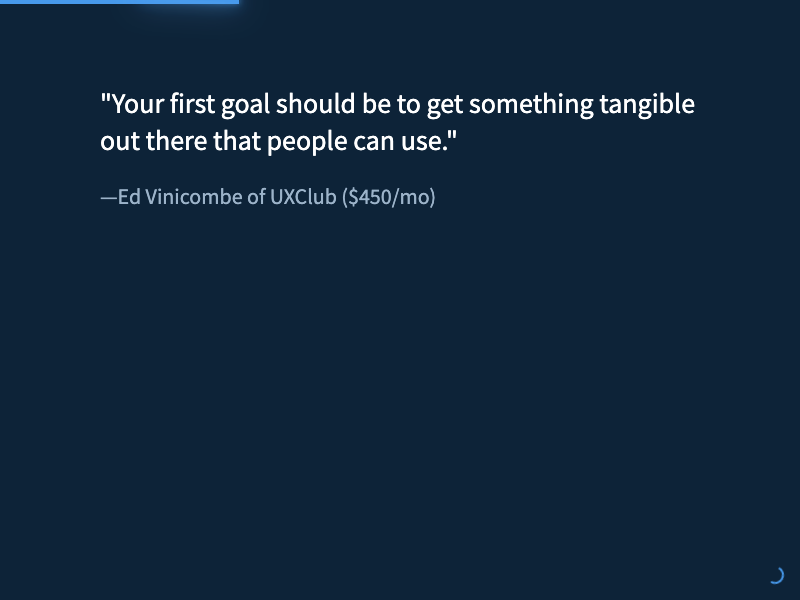 "Your first goal should be to get something tangible
out there that people can use."
—Ed Vinicombe of UXClub ($450/mo)